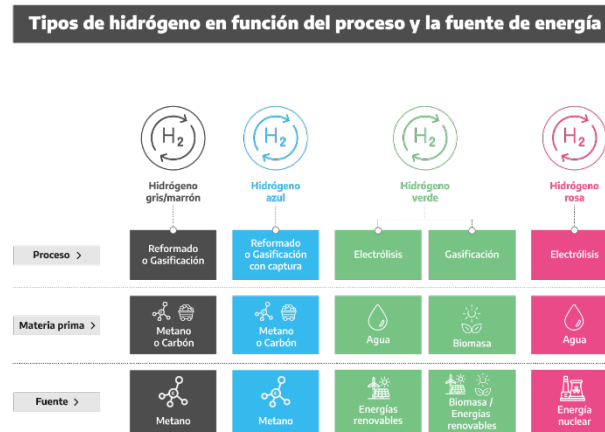 Tipos de hidrógeno en función del proceso y la fuente de energía
H2
H2
H2
H2
Hidrógeno
gris/marrón
Hidrógeno
azul
Hidrógeno
verde
Hidrógeno
rosa
Proceso >
Reformado
o Gasificación
Reformado
o Gasificación
con captura
Electrólisis
Gasificación
Electrólisis
Materia prima >
Metano
o Carbón
Metano
o Carbón
Agua
Biomasa
Agua
Fuente >
Metano
Metano
Energías
renovables
Biomasa /
Energías
renovables
Energía
nuclear